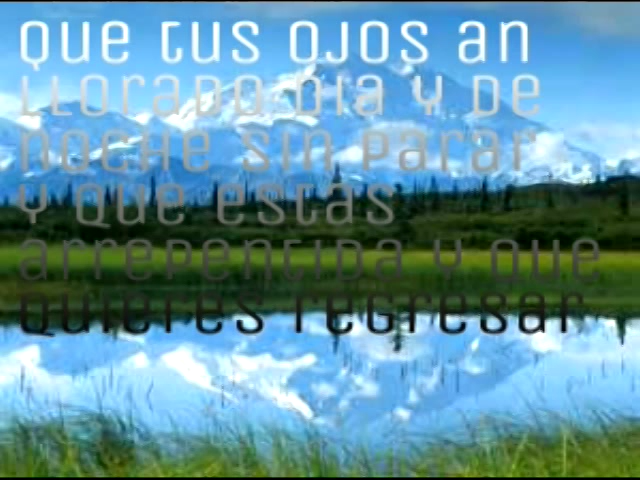 que tus ojos an
llorado dia y de
noche sin parar
y que estas
arrepentida y que
quieres regresar